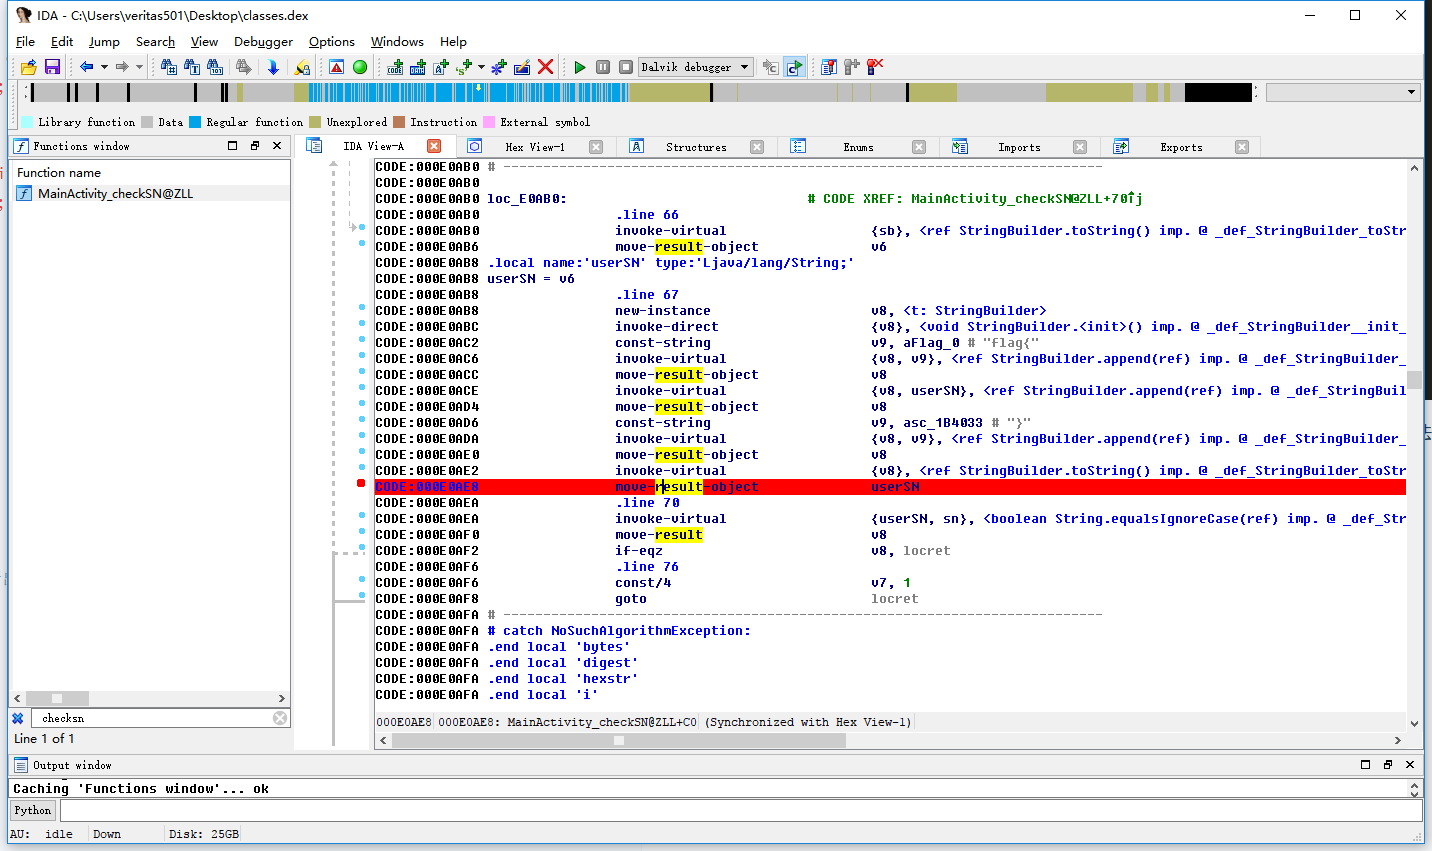 IDA - C:\Users\veritas501\Desktop\classes.dex
File Edit Jump Search View Debugger Options Windows Help
Dalvik debugger
Library function Data Regular function Unexplored Instruction External symbol
Functions window
IDA View-A Hex View-1 Structures Enums Imports Exports
Function name
MainActivity_checkSN@ZLL
CODE:000E0AB0 # ---------------------------------------------------------------------------
CODE:000E0AB0
CODE:000E0AB0 loc_E0AB0: # CODE XREF: MainActivity_checkSN@ZLL+70↑j
CODE:000E0AB0 .line 66
CODE:000E0AB0 invoke-virtual {sb}, <ref StringBuilder.toString() imp. @ _def_StringBuilder_toStr
CODE:000E0AB6 move-result-object v6
CODE:000E0AB8 .local name:'userSN' type:'Ljava/lang/String;'
CODE:000E0AB8 userSN = v6
CODE:000E0AB8 .line 67
CODE:000E0AB8 new-instance v8, <t: StringBuilder>
CODE:000E0ABC invoke-direct {v8}, <void StringBuilder.<init>() imp. @ _def_StringBuilder__init_
CODE:000E0AC2 const-string v9, aFlag_0 # "flag{"
CODE:000E0AC6 invoke-virtual {v8, v9}, <ref StringBuilder.append(ref) imp. @ _def_StringBuil
CODE:000E0ACC move-result-object v8
CODE:000E0ACE invoke-virtual {v8, userSN}, <ref StringBuilder.append(ref) imp. @ _def_StringBuil
CODE:000E0AD4 move-result-object v8
CODE:000E0AD6 const-string v9, asc_1B4033 # "}"
CODE:000E0ADA invoke-virtual {v8, v9}, <ref StringBuilder.append(ref) imp. @ _def_StringBuil
CODE:000E0AE0 move-result-object v8
CODE:000E0AE2 invoke-virtual {v8}, <ref StringBuilder.toString() imp. @ _def_StringBuilder_toStr
CODE:000E0AE8 move-result-object userSN
CODE:000E0AEA .line 70
CODE:000E0AEA invoke-virtual {userSN, sn}, <boolean String.equalsIgnoreCase(ref) imp. @ _def_Str
CODE:000E0AF0 move-result v8
CODE:000E0AF2 if-eqz v8, locret
CODE:000E0AF6 .line 76
CODE:000E0AF6 const/4 v7, 1
CODE:000E0AF8 goto locret
CODE:000E0AFA # ---------------------------------------------------------------------------
CODE:000E0AFA # catch NoSuchAlgorithmException:
CODE:000E0AFA .end local 'bytes'
CODE:000E0AFA .end local 'digest'
CODE:000E0AFA .end local 'hexstr'
CODE:000E0AFA .end local 'i'
checksn
000E0AE8 000E0AE8: MainActivity_checkSN@ZLL+C0 (Synchronized with Hex View-1)
Line 1 of 1
Output window
Caching 'Functions window'... ok
Python
AU: idle Down Disk: 25GB